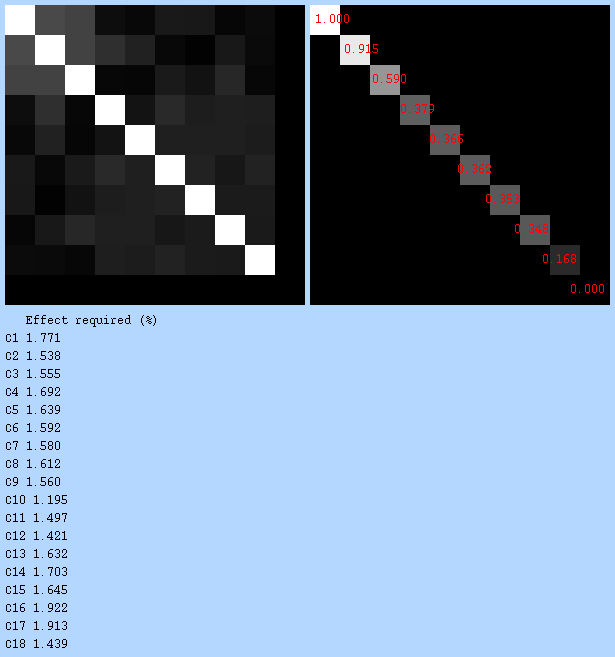 1.000
0.915
0.590
0.379
0.366
0.353
0.348
0.168
0.000
Effect required (%)
C1 1.771
C2 1.538
C3 1.555
C4 1.692
C5 1.639
C6 1.592
C7 1.580
C8 1.612
C9 1.560
C10 1.195
C11 1.497
C12 1.421
C13 1.632
C14 1.703
C15 1.645
C16 1.922
C17 1.913
C18 1.439